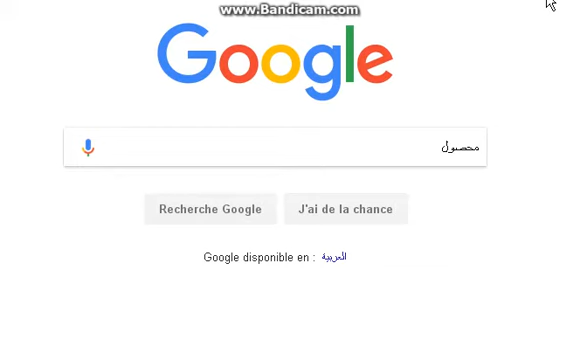 www.Bandicam.com
Google
محصول
Recherche Google
J'ai de la chance
Google disponible en : العربية